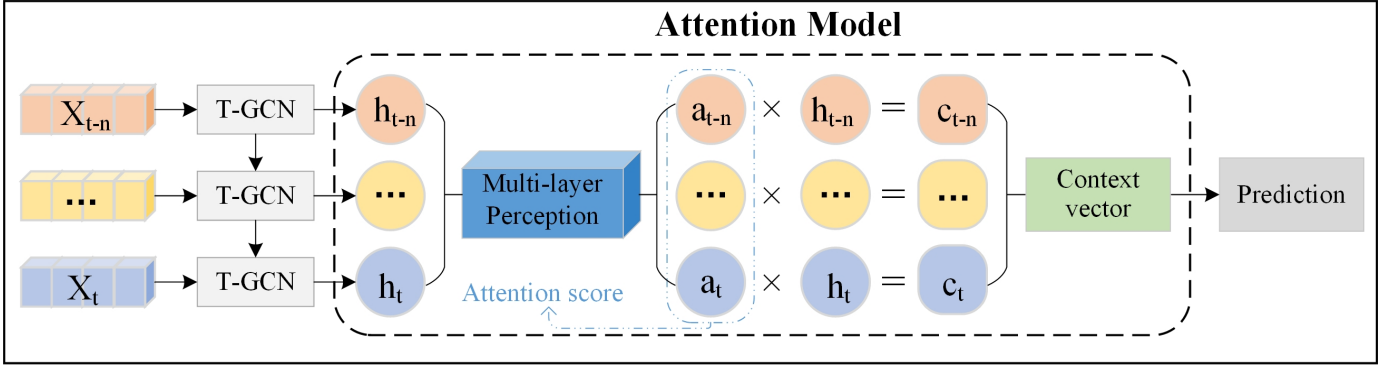 Attention Model
X_{t-n} T-GCN h_{t-n} a_{t-n} × h_{t-n} = c_{t-n}
... T-GCN ... Multi-layer Perception ... × ... = ... Context vector Prediction
X_t T-GCN h_t a_t × h_t = c_t
Attention score